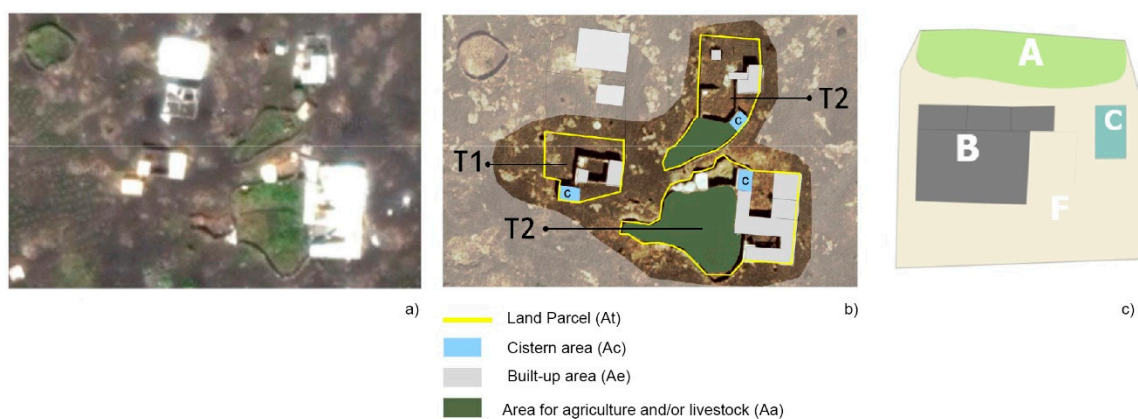 T2
T1
C
C
C
T2
A
B
C
F
a)
b)
c)
Land Parcel (At)
Cistern area (Ac)
Built-up area (Ae)
Area for agriculture and/or livestock (Aa)